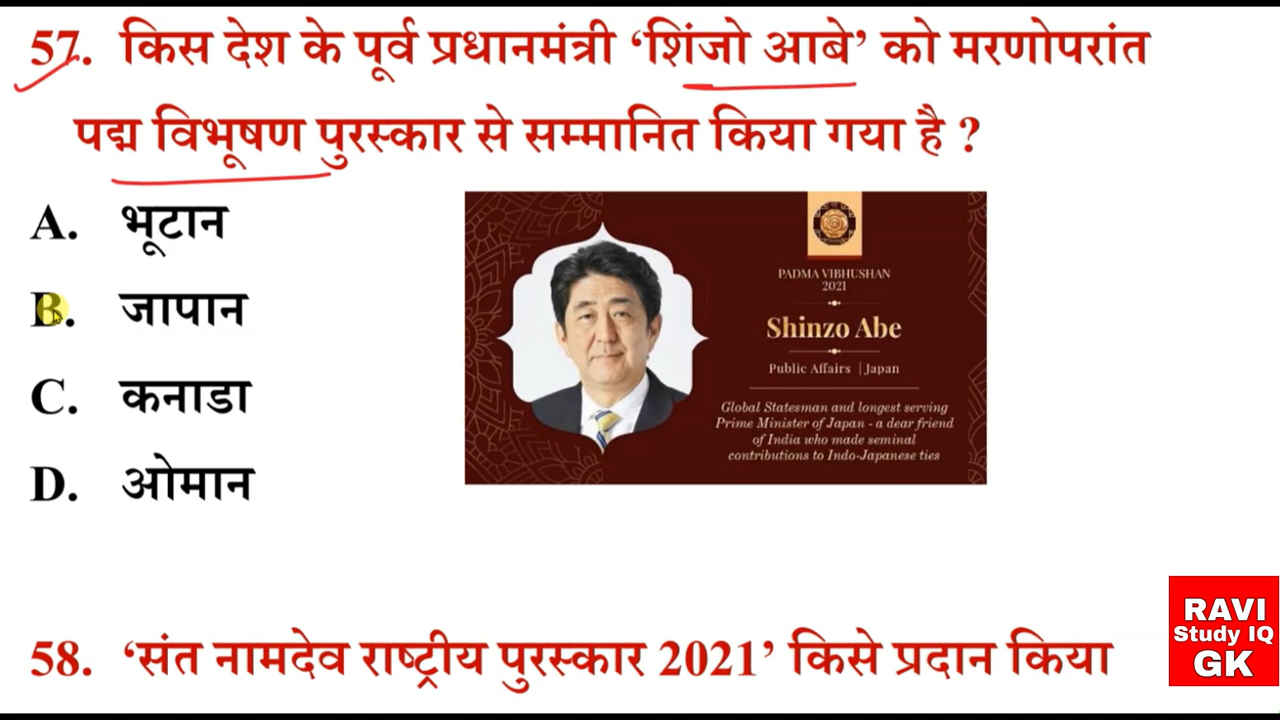 57. किस देश के पूर्व प्रधानमंत्री ‘शिंजो आबे’ को मरणोपरांत
पद्म विभूषण पुरस्कार से सम्मानित किया गया है ?
A. भूटान
B. जापान
C. कनाडा
D. ओमान
PADMA VIBHUSHAN
2021
Shinzo Abe
Public Affairs | Japan
Global Statesman and longest serving
Prime Minister of Japan - a dear friend
of India who made seminal
contributions to Indo-Japanese ties
58. ‘संत नामदेव राष्ट्रीय पुरस्कार 2021’ किसे प्रदान किया
RAVI
Study IQ
GK